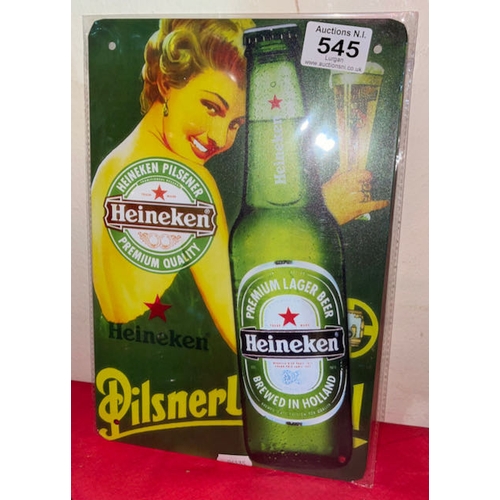 Auctions N.I.
545
Lurgan
www.auctionsni.co.uk
Heineken
HEINEKEN PILSENER
Heineken
PREMIUM QUALITY
Heineken
PREMIUM LAGER BEER
Heineken
BREWED IN HOLLAND
Pilsner